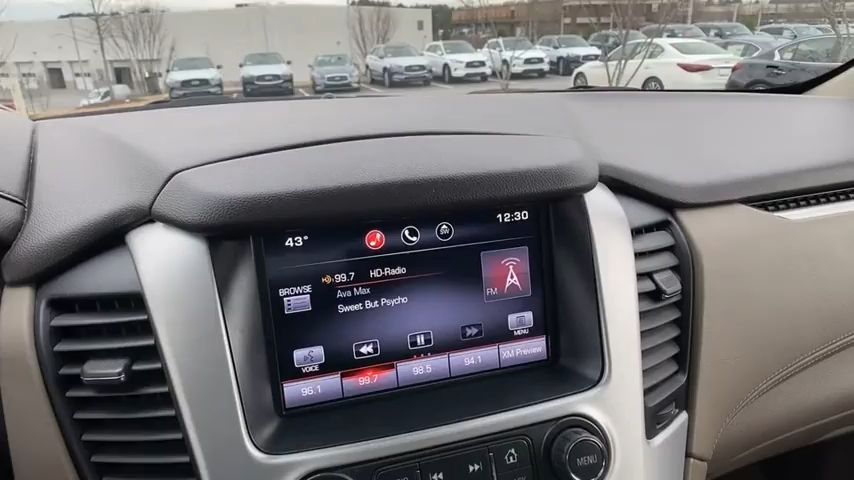 43°
SW
12:30
99.7 HD-Radio
Ava Max
Sweet But Psycho
BROWSE
FM
VOICE
MENU
96.1 99.7 98.5 94.1 XM Preview
MENU